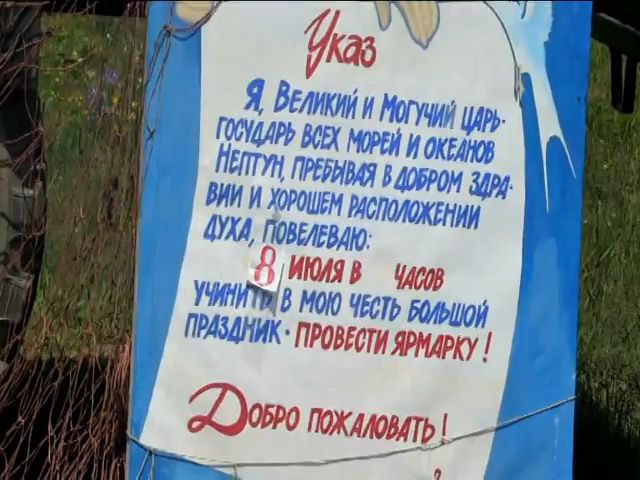 Указ
Я, Великий и Могучий царь-
государь всех морей и океанов
Нептун, пребывая в добром здра-
вии и хорошем расположении
духа, повелеваю:
8 июля в часов
учинить в мою честь большой
праздник - провести ярмарку!
Добро пожаловать!